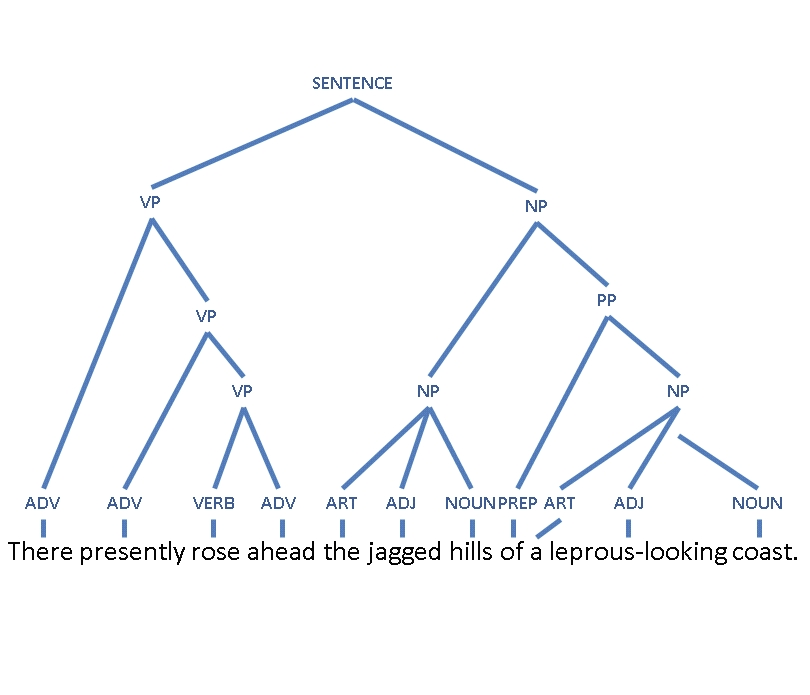 SENTENCE
VP NP
PP
VP
VP NP NP
ADV ADV VERB ADV ART ADJ NOUN PREP ART ADJ NOUN
There presently rose ahead the jagged hills of a leprous-looking coast.